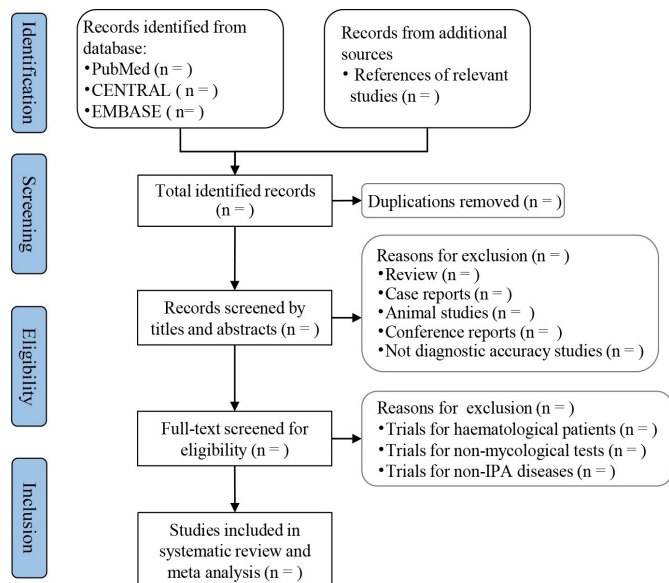 Identification
Records identified from
database:
•PubMed (n = )
•CENTRAL ( n = )
•EMBASE ( n= )
Records from additional
sources
• References of relevant
studies (n = )
Screening
Total identified records
(n = )
Duplications removed (n = )
Records screened by
titles and abstracts (n = )
Reasons for exclusion (n = )
•Review (n = )
•Case reports (n = )
•Animal studies (n = )
•Conference reports (n = )
•Not diagnostic accuracy studies (n = )
Eligibility
Full-text screened for
eligibility (n = )
Reasons for exclusion (n = )
•Trials for haematological patients (n = )
•Trials for non-mycological tests (n = )
•Trials for non-IPA diseases (n = )
Inclusion
Studies included in
systematic review and
meta analysis
(n = )